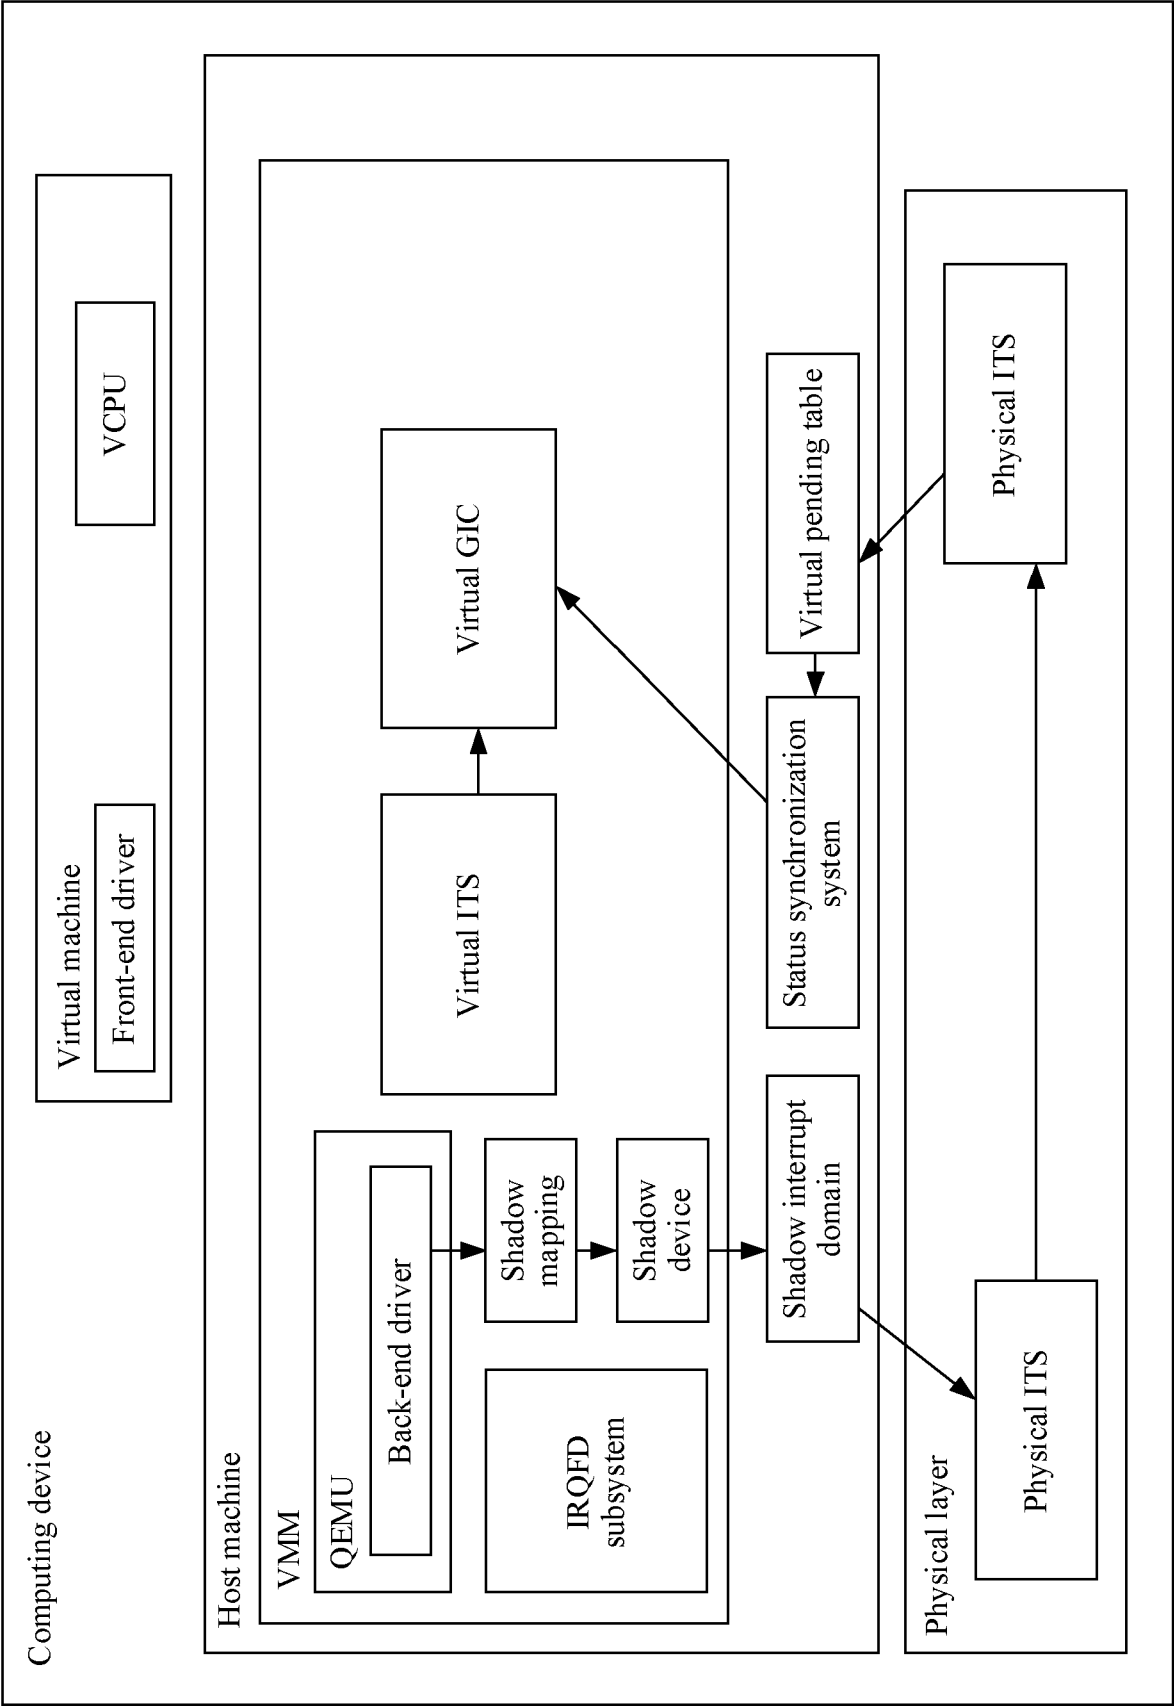 Computing device
Virtual machine
Front-end driver
VCPU
Host machine
VMM
QEMU
Back-end driver
Virtual ITS
Virtual GIC
Shadow
mapping
IRQFD
subsystem
Shadow
device
Shadow interrupt
domain
Status synchronization
system
Virtual pending table
Physical layer
Physical ITS
Physical ITS